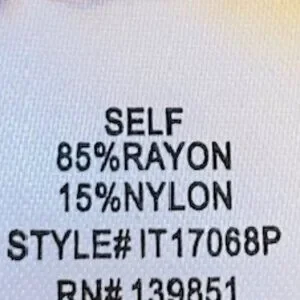 SELF
85%RAYON
15%NYLON
STYLE# IT17068P
RN# 139851